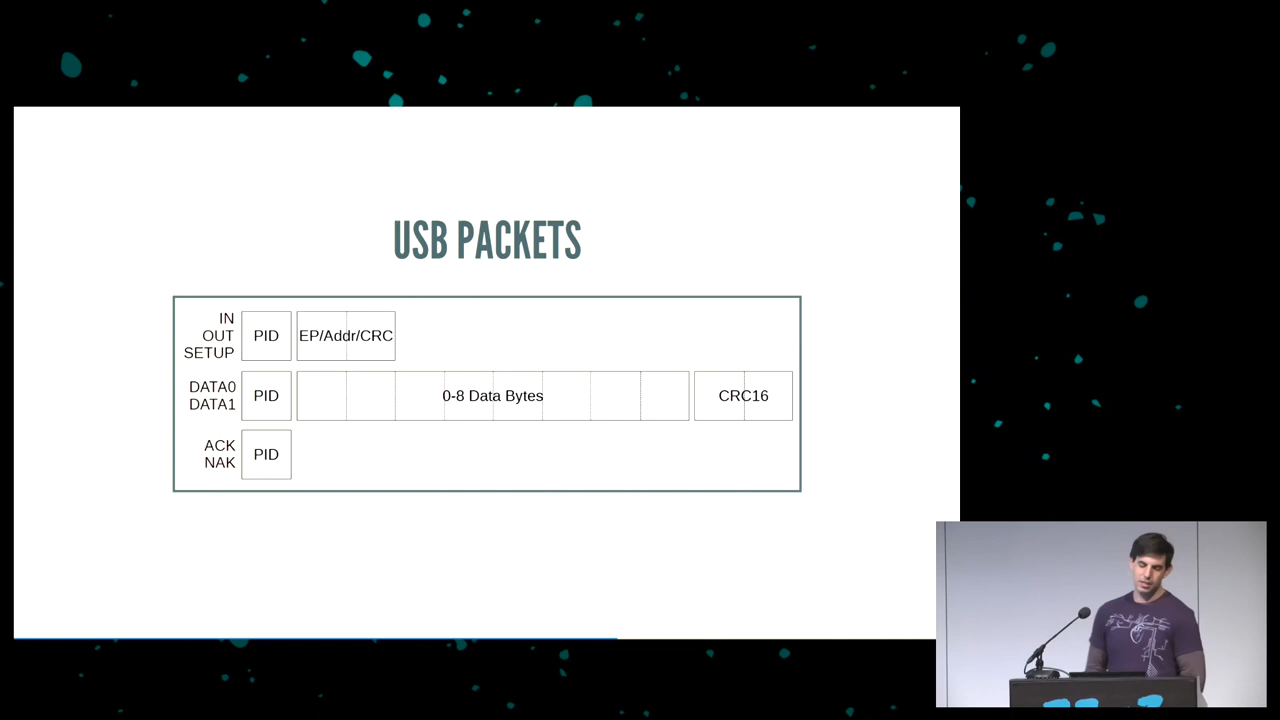 USB PACKETS
IN
OUT
SETUP
PID
EP/Addr/CRC
DATA0
DATA1
PID
0-8 Data Bytes
CRC16
ACK
NAK
PID